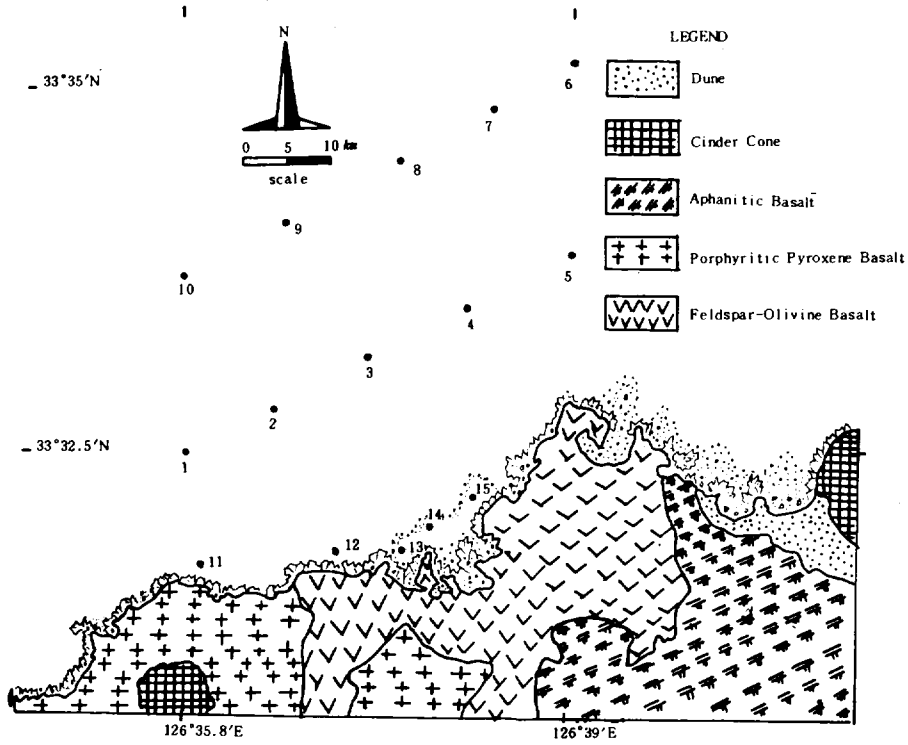 N
LEGEND
33°35'N
6
Dune
7
Cinder Cone
0 5 10 km
scale
8
Aphanitic Basalt
9
Porphyritic Pyroxene Basalt
5
10
4
Feldspar-Olivine Basalt
3
2
33°32.5'N
1
15
14
13
12
11
126°35.8'E
126°39'E